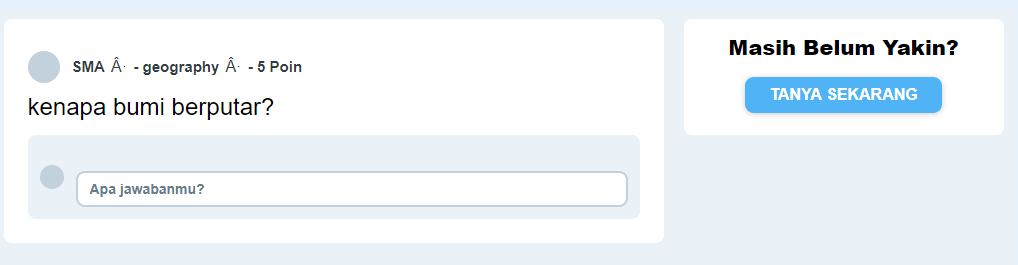 SMA Â· - geography Â· - 5 Poin
kenapa bumi berputar?
Apa jawabanmu?
Masih Belum Yakin?
TANYA SEKARANG